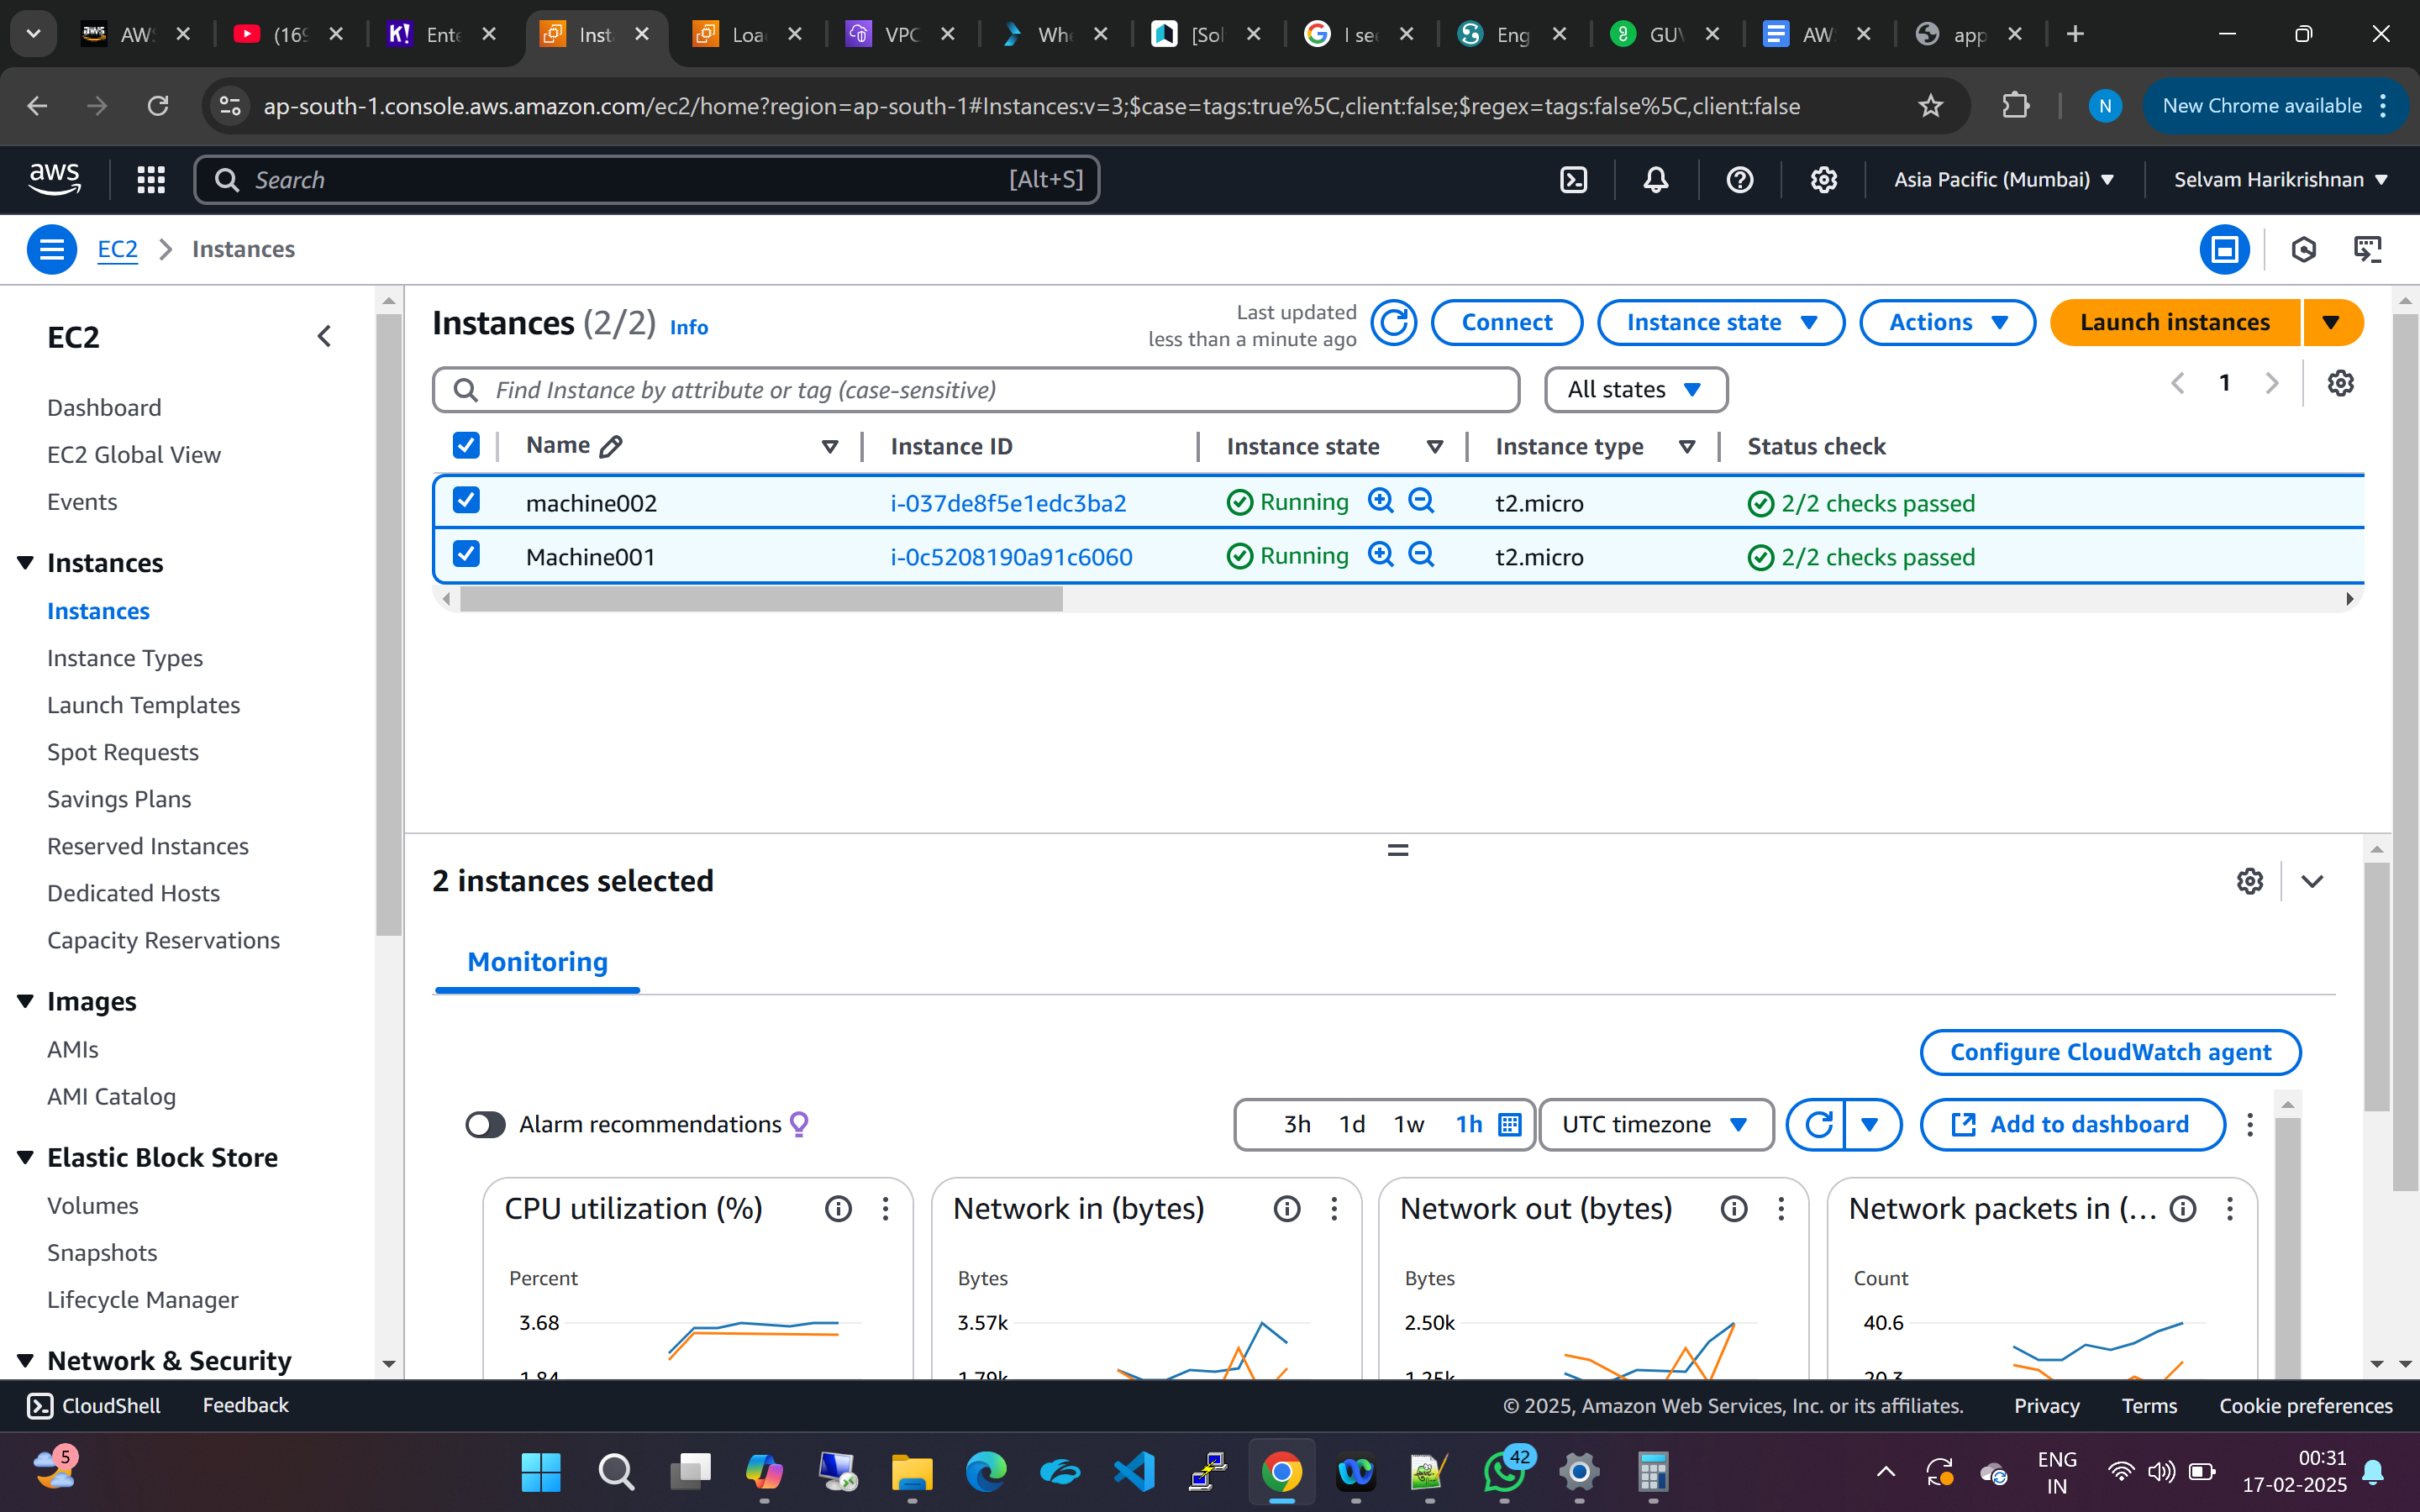 AWS
(169
Ente
Inst
Loa
VPC
Whe
[Sol
I see
Eng
GUV
AW
app
ap-south-1.console.aws.amazon.com/ec2/home?region=ap-south-1#Instances:v=3;$case=tags:true%5C,client:false;$regex=tags:false%5C,client:false
N
New Chrome available
aws
Search
[Alt+S]
Asia Pacific (Mumbai)
Selvam Harikrishnan
EC2
Instances
EC2
Dashboard
EC2 Global View
Events
Instances
Instances
Instance Types
Launch Templates
Spot Requests
Savings Plans
Reserved Instances
Dedicated Hosts
Capacity Reservations
Images
AMIs
AMI Catalog
Elastic Block Store
Volumes
Snapshots
Lifecycle Manager
Network & Security
Instances (2/2) Info
Last updated
less than a minute ago
Connect
Instance state
Actions
Launch instances
Find Instance by attribute or tag (case-sensitive)
All states
1
Name Instance ID Instance state Instance type Status check
machine002 i-037de8f5e1edc3ba2 Running t2.micro 2/2 checks passed
Machine001 i-0c5208190a91c6060 Running t2.micro 2/2 checks passed
2 instances selected
Monitoring
Configure CloudWatch agent
Alarm recommendations
3h 1d 1w 1h
UTC timezone
Add to dashboard
CPU utilization (%)
Percent
3.68
1.84
Network in (bytes)
Bytes
3.57k
1.79k
Network out (bytes)
Bytes
2.50k
1.25k
Network packets in (...
Count
40.6
20.3
CloudShell
Feedback
© 2025, Amazon Web Services, Inc. or its affiliates.
Privacy
Terms
Cookie preferences
5
42
ENG
IN
00:31
17-02-2025